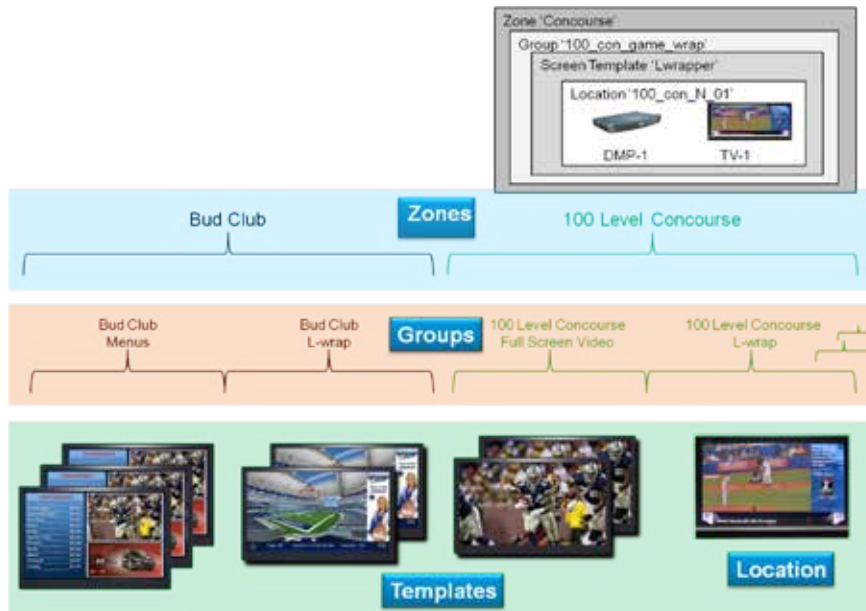 Zone 'Concourse'
Group '100_con_game_wrap'
Screen Template 'Lwrapper'
Location '100_con_N_01'
DMP-1
TV-1
Zones
Bud Club
100 Level Concourse
Groups
Bud Club
Menus
Bud Club
L-wrap
100 Level Concourse
Full Screen Video
100 Level Concourse
L-wrap
Templates
Location